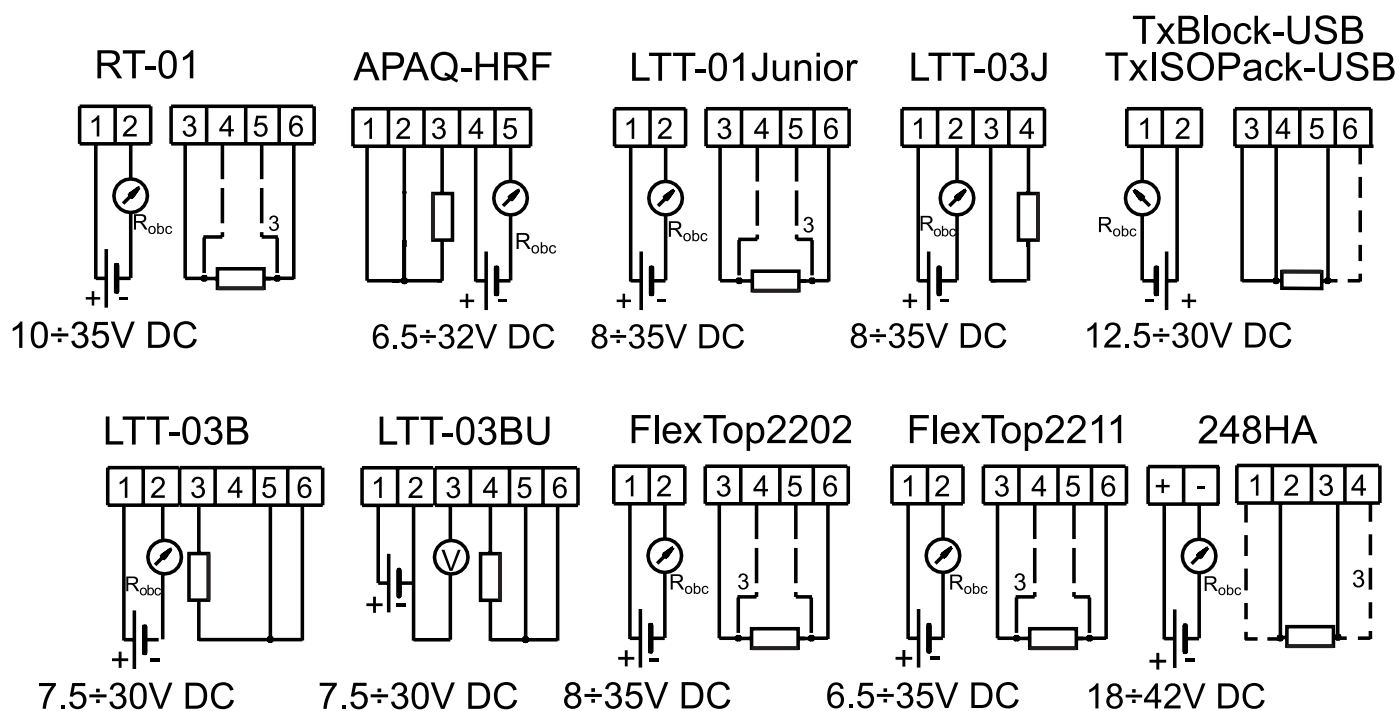 TxBlock-USB
RT-01 APAQ-HRF LTT-01Junior LTT-03J TxISOPack-USB
1 2 3 4 5 6 1 2 3 4 5 1 2 3 4 5 6 1 2 3 4 1 2 3 4 5 6
Robc 3 Robc Robc 3 Robc Robc
+ - + - + - + - - +
10÷35V DC 6.5÷32V DC 8÷35V DC 8÷35V DC 12.5÷30V DC
LTT-03B LTT-03BU FlexTop2202 FlexTop2211 248HA
1 2 3 4 5 6 1 2 3 4 5 6 1 2 3 4 5 6 1 2 3 4 5 6 + - 1 2 3 4
Robc V Robc 3 Robc 3 Robc 3
+ - + - + - + - + -
7.5÷30V DC 7.5÷30V DC 8÷35V DC 6.5÷35V DC 18÷42V DC